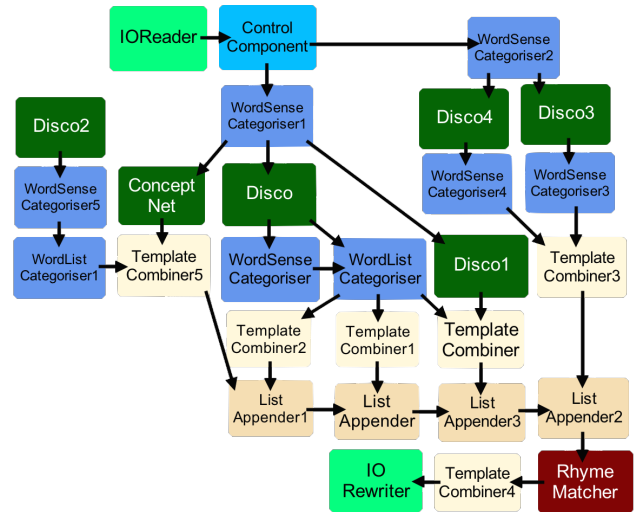 IOReader
Control
Component
WordSense
Categoriser2
WordSense
Categoriser1
Disco2
Disco4
Disco3
WordSense
Categoriser5
Concept
Net
Disco
WordSense
Categoriser4
WordSense
Categoriser3
WordList
Categoriser1
Template
Combiner5
WordSense
Categoriser
WordList
Categoriser
Disco1
Template
Combiner3
Template
Combiner2
Template
Combiner1
Template
Combiner
List
Appender1
List
Appender
List
Appender3
List
Appender2
IO
Rewriter
Template
Combiner4
Rhyme
Matcher